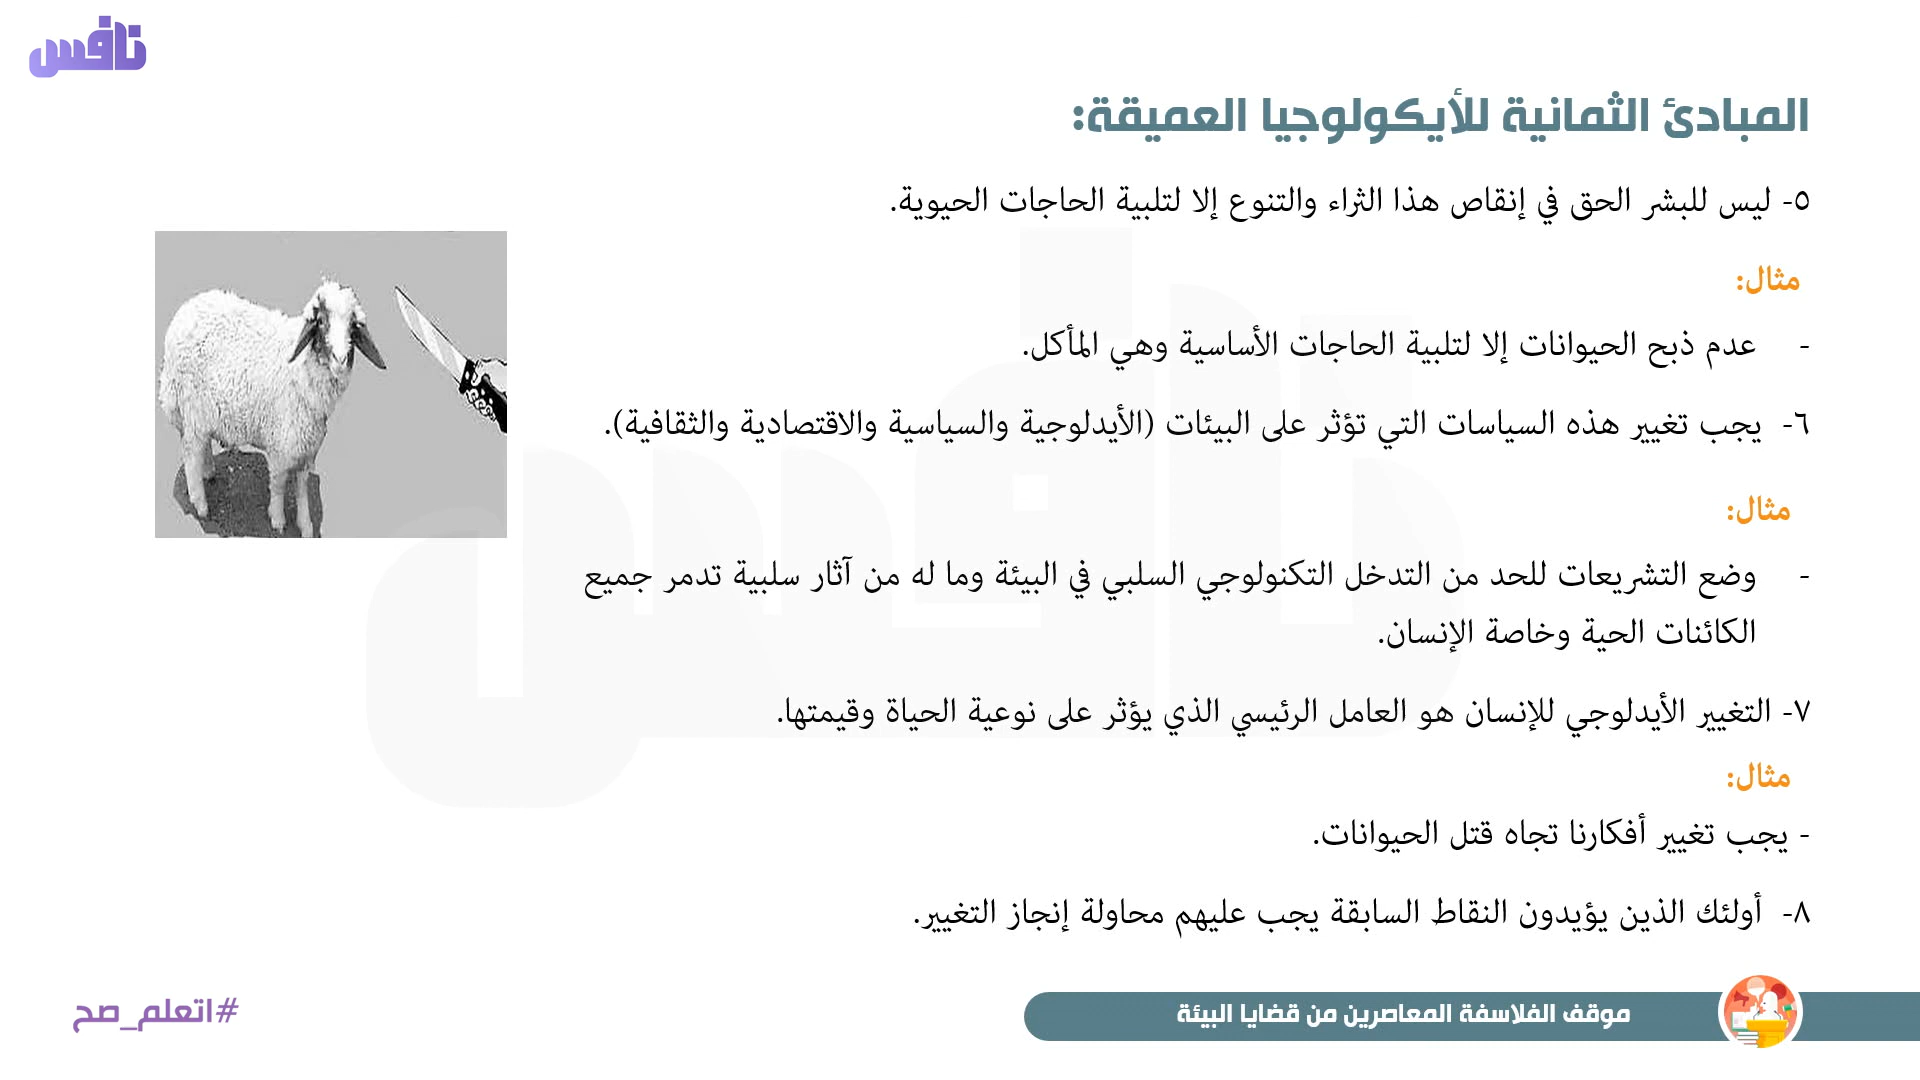 نافس
المبادئ الثمانية للأيكولوجيا العميقة:
٥- ليس للبشر الحق في إنقاص هذا الثراء والتنوع إلا لتلبية الحاجات الحيوية.
مثال:
- عدم ذبح الحيوانات إلا لتلبية الحاجات الأساسية وهي المأكل.
٦- يجب تغيير هذه السياسات التي تؤثر على البيئات (الأيدلوجية والسياسية والاقتصادية والثقافية).
مثال:
- وضع التشريعات للحد من التدخل التكنولوجي السلبي في البيئة وما له من آثار سلبية تدمر جميع
الكائنات الحية وخاصة الإنسان.
٧- التغيير الأيدلوجي للإنسان هو العامل الرئيسي الذي يؤثر على نوعية الحياة وقيمتها.
مثال:
- يجب تغيير أفكارنا تجاه قتل الحيوانات.
٨- أولئك الذين يؤيدون النقاط السابقة يجب عليهم محاولة إنجاز التغيير.
موقف الفلاسفة المعاصرين من قضايا البيئة
#اتعلم_صح